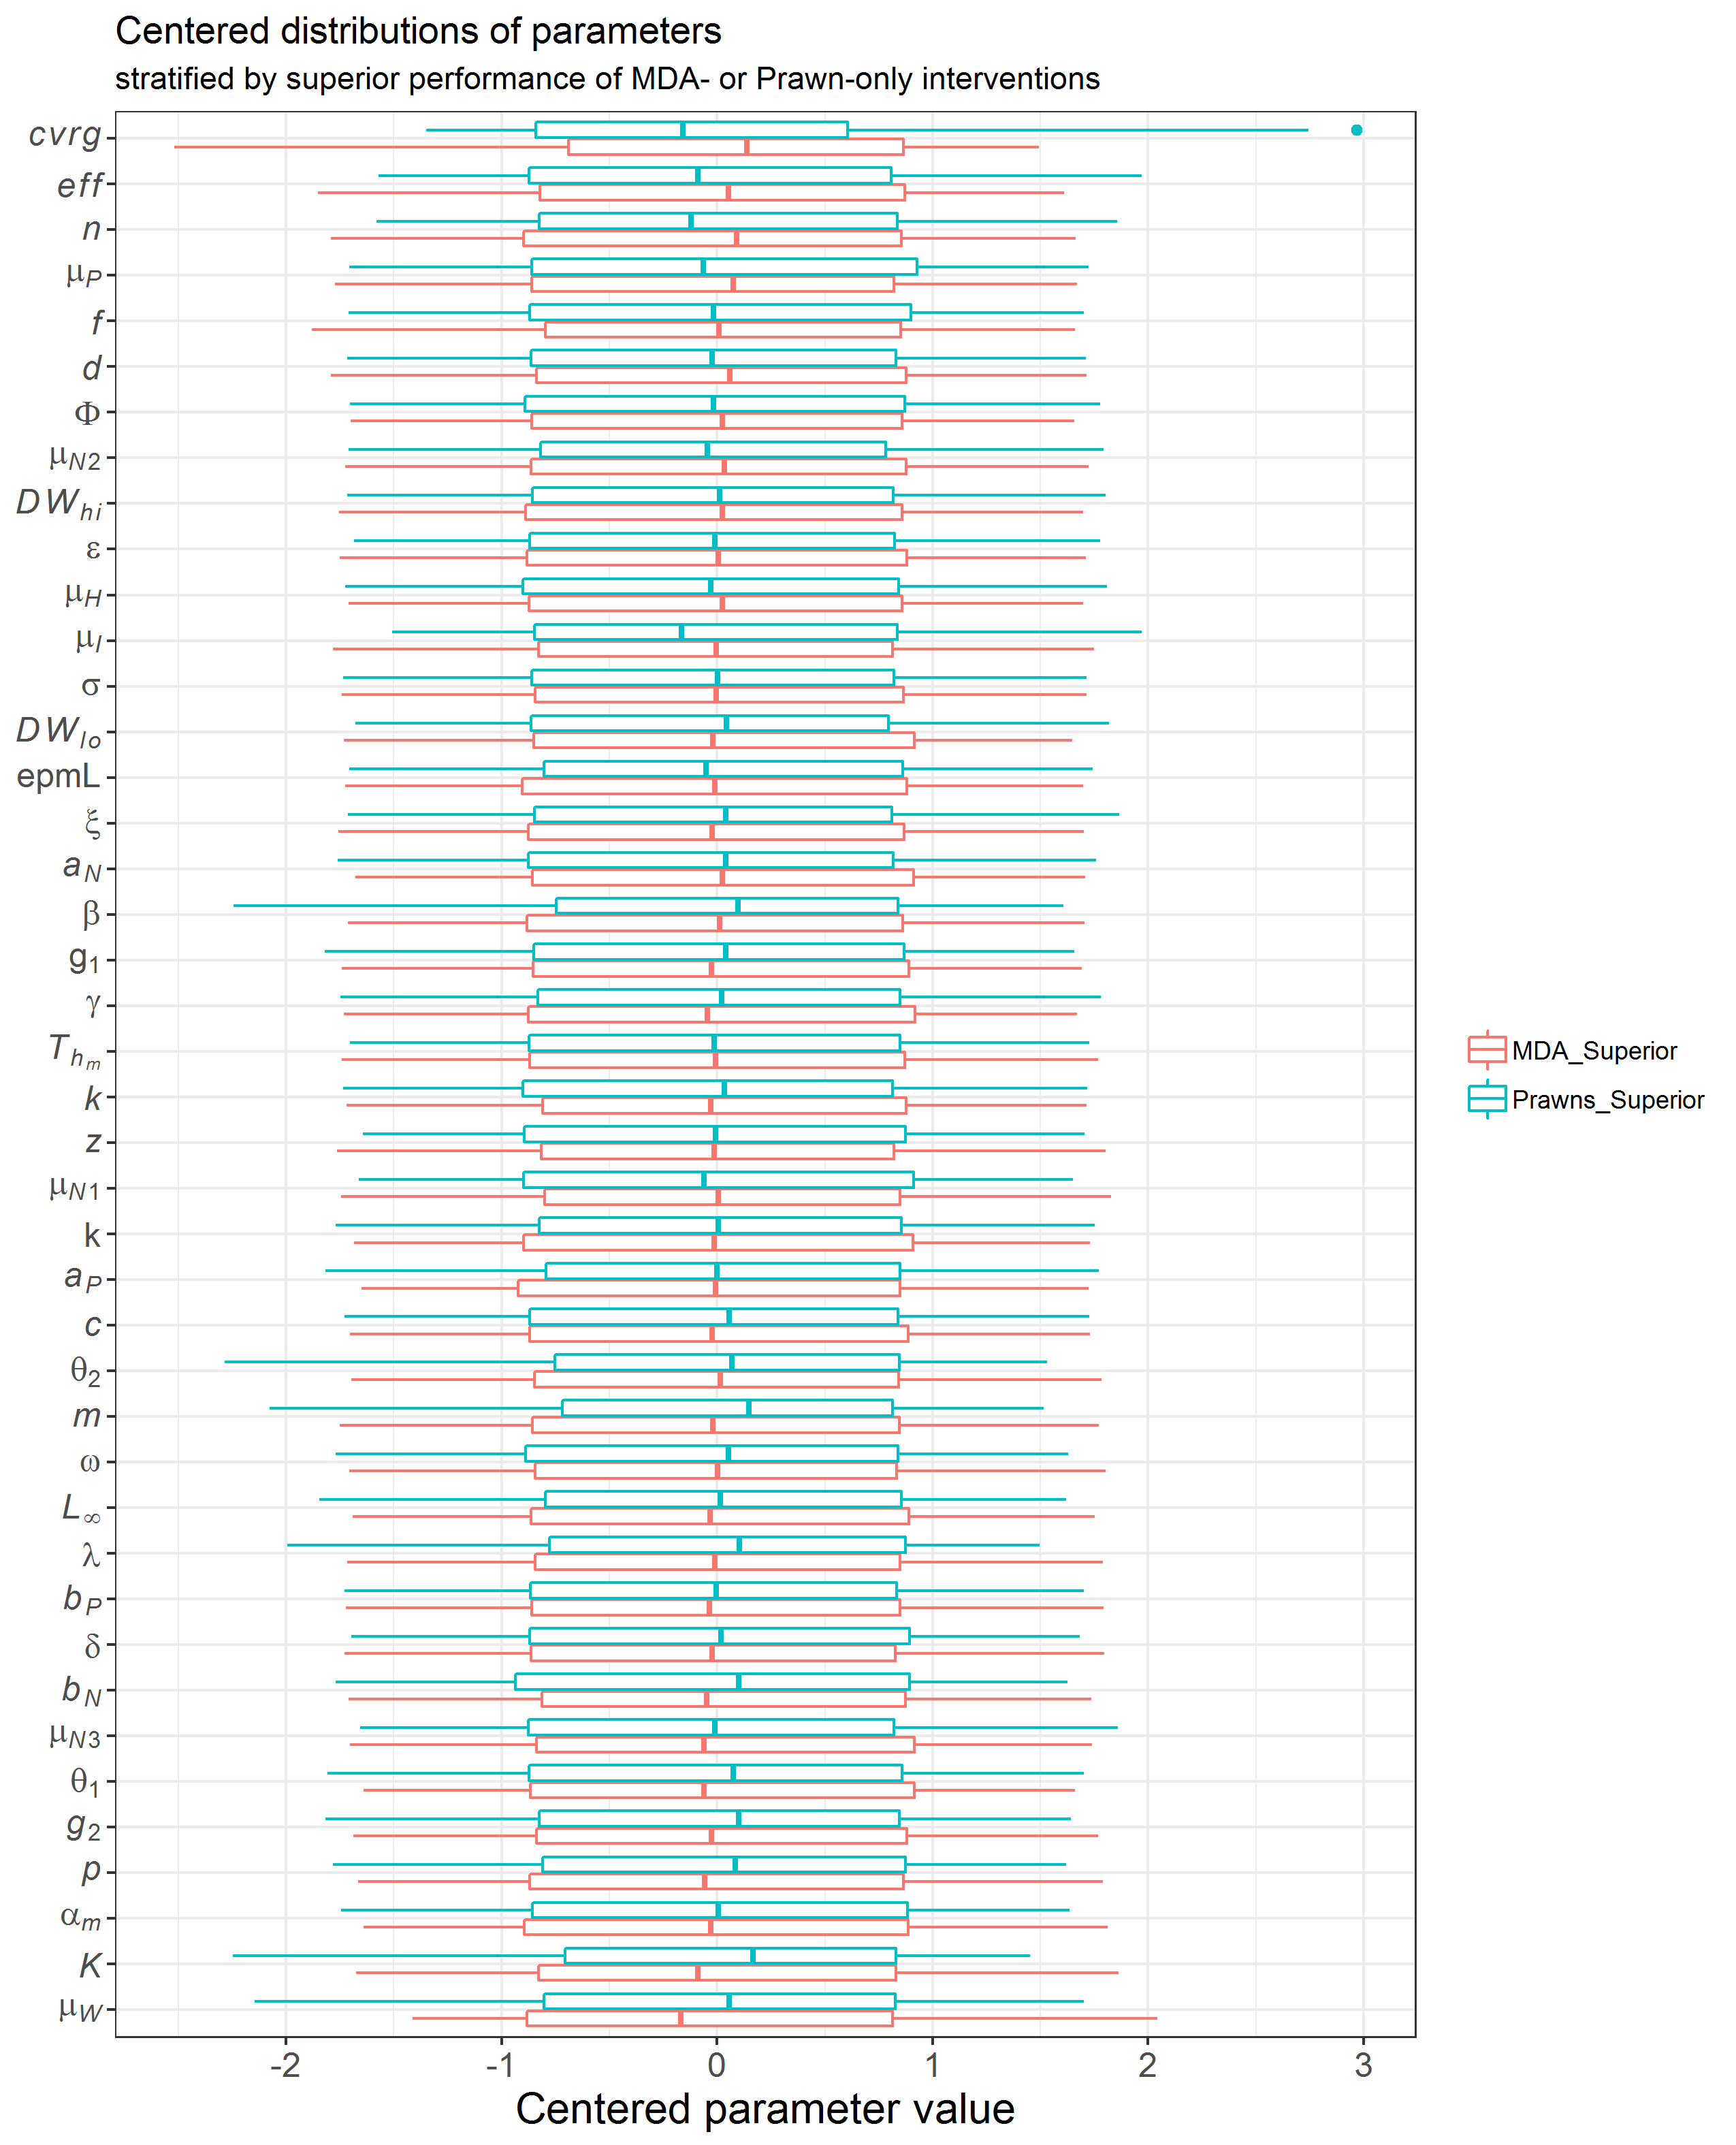 Centered distributions of parameters
stratified by superior performance of MDA- or Prawn-only interventions
cvrg
eff
n
μP
f
d
Φ
μN2
DWhi
ε
μH
μI
σ
DWlo
epmL
ξ
aN
β
g1
γ
Thm
k
z
μN1
k
aP
c
θ2
m
ω
L∞
λ
bP
δ
bN
μN3
θ1
g2
p
αm
K
μW
-2 -1 0 1 2 3
Centered parameter value
MDA_Superior
Prawns_Superior